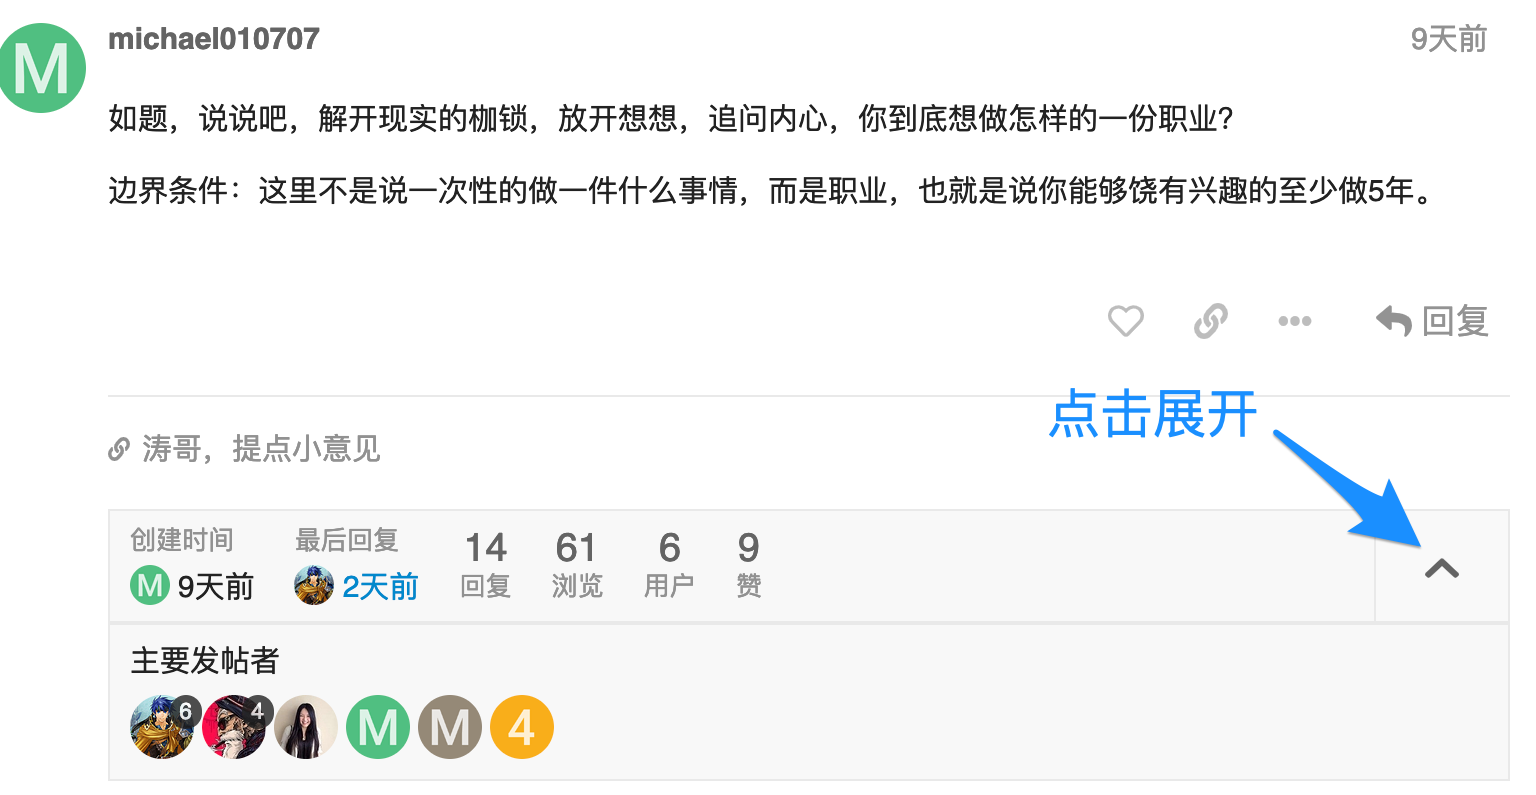 M
michael010707
9天前
如题，说说吧，解开现实的枷锁，放开想想，追问内心，你到底想做怎样的一份职业？
边界条件：这里不是说一次性的做一件什么事情，而是职业，也就是说你能够饶有兴趣的至少做5年。
回复
点击展开
涛哥，提点小意见
创建时间 最后回复 14 61 6 9
M 9天前 2天前 回复 浏览 用户 赞
主要发帖者
6 4 M M 4